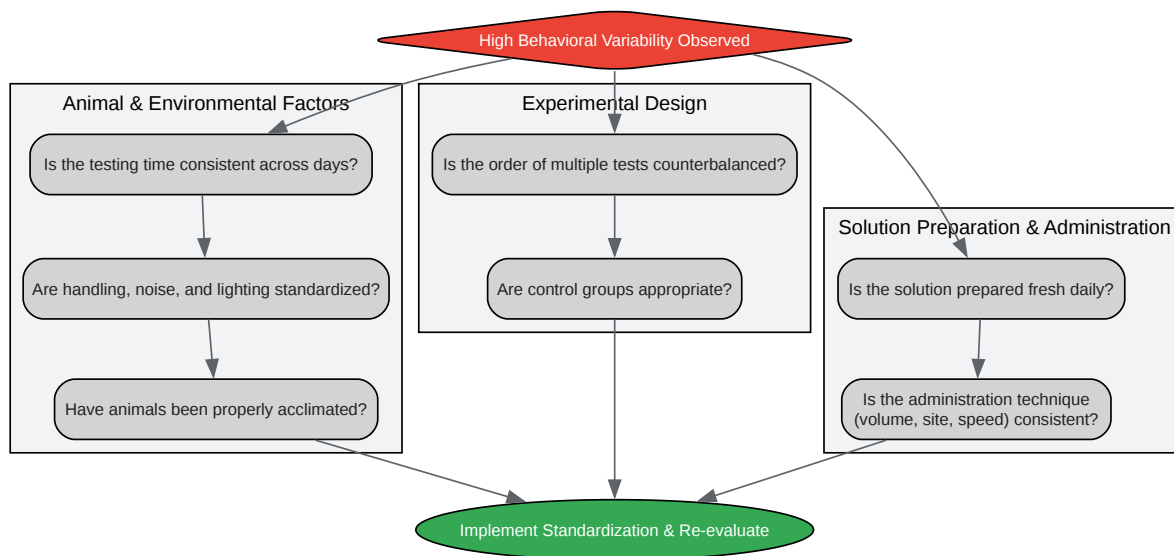 High Behavioral Variability Observed
Animal & Environmental Factors
Is the testing time consistent across days?
Are handling, noise, and lighting standardized?
Have animals been properly acclimated?
Experimental Design
Is the order of multiple tests counterbalanced?
Are control groups appropriate?
Solution Preparation & Administration
Is the solution prepared fresh daily?
Is the administration technique
(volume, site, speed) consistent?
Implement Standardization & Re-evaluate